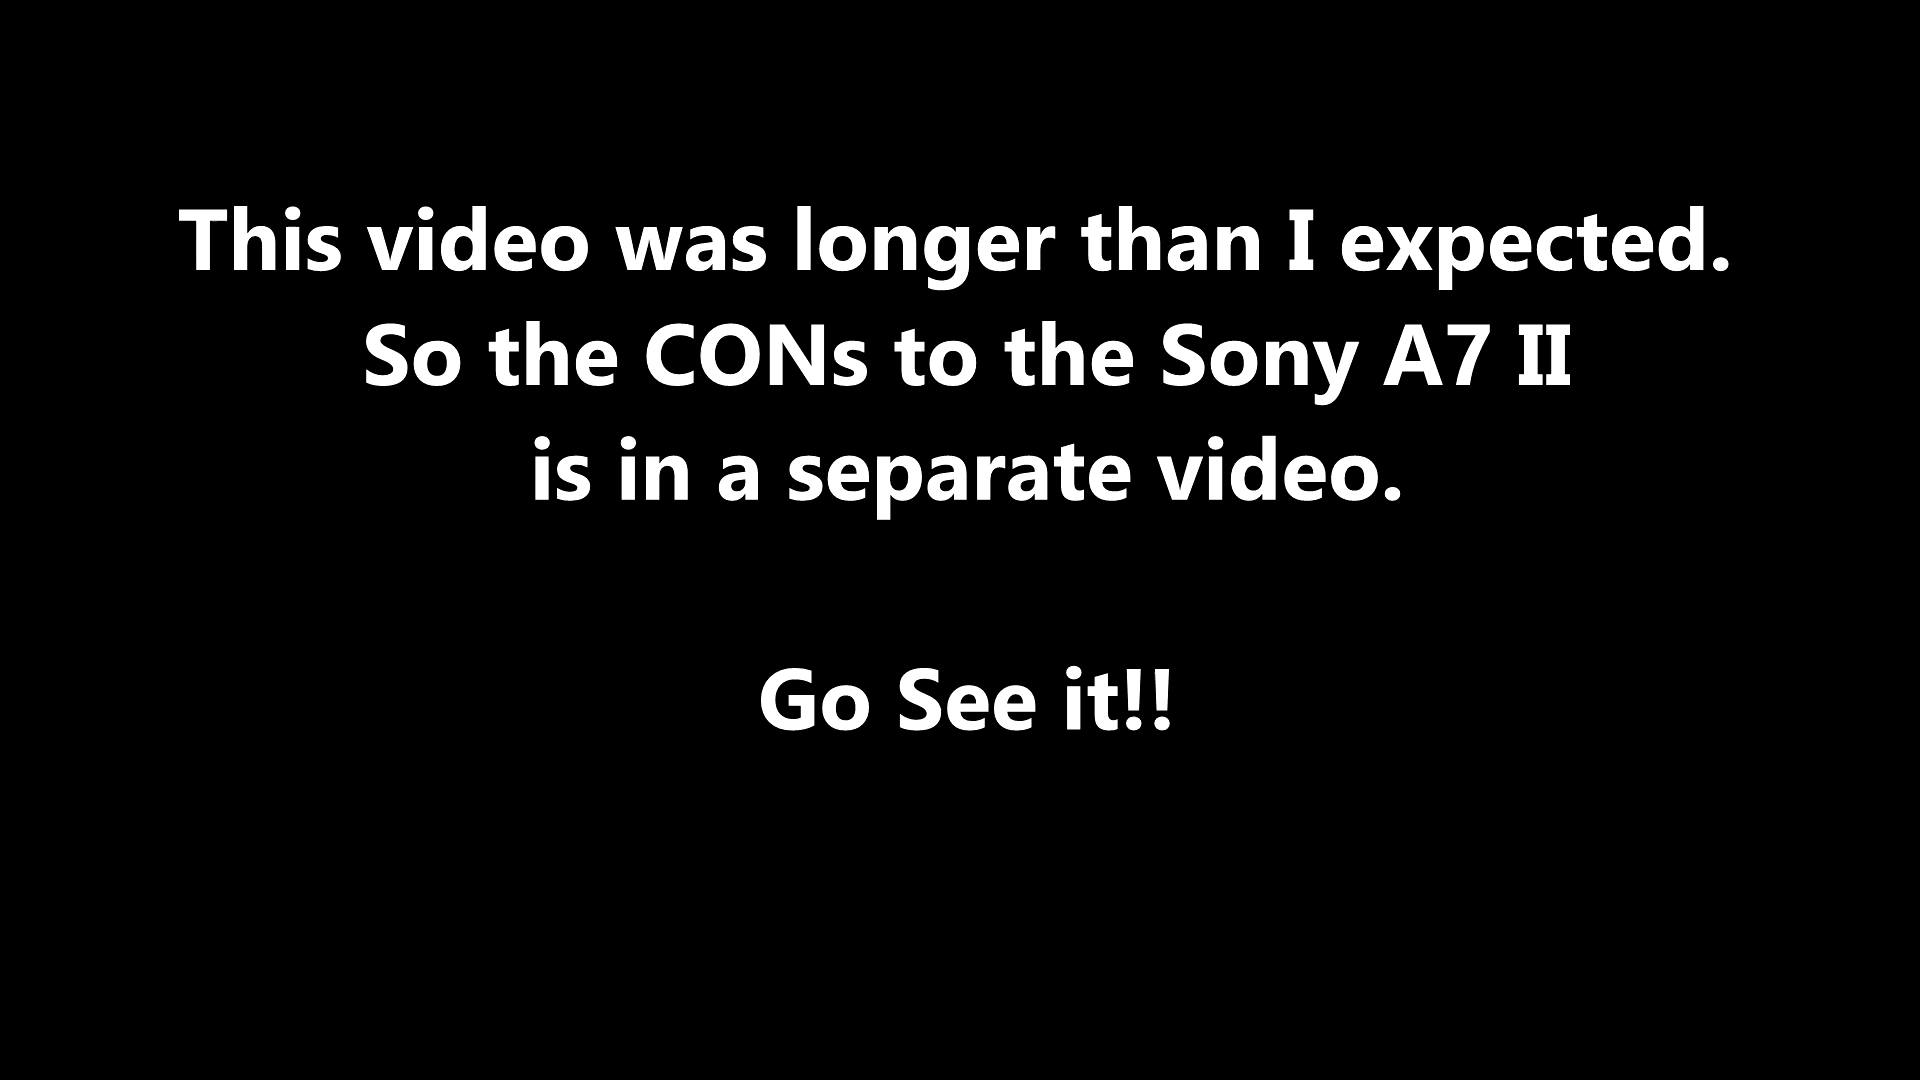 This video was longer than I expected.
So the CONs to the Sony A7 II
is in a separate video.
Go See it!!